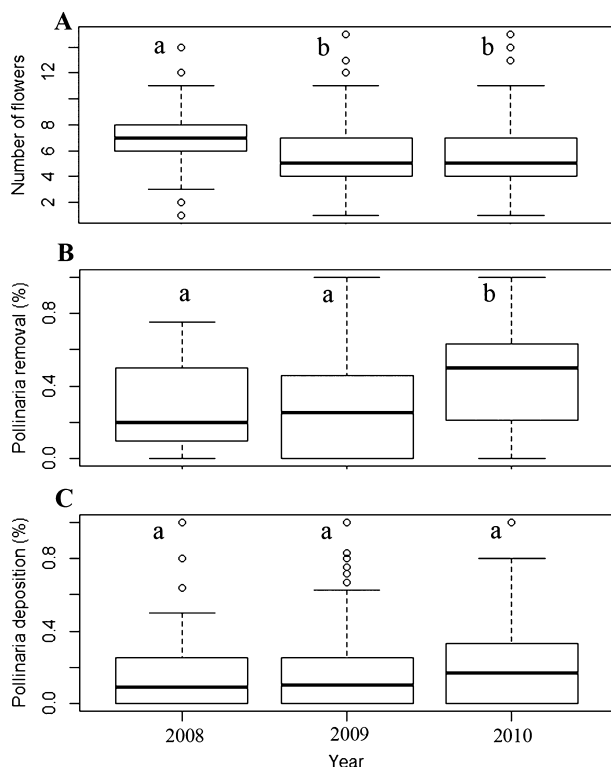 A
a b b
Number of flowers
12
8
6
4
2
B
a a b
Pollinaria removal (%)
0.8
0.4
0.0
C
a a a
Pollinaria deposition (%)
0.8
0.4
0.0
2008 2009 2010
Year